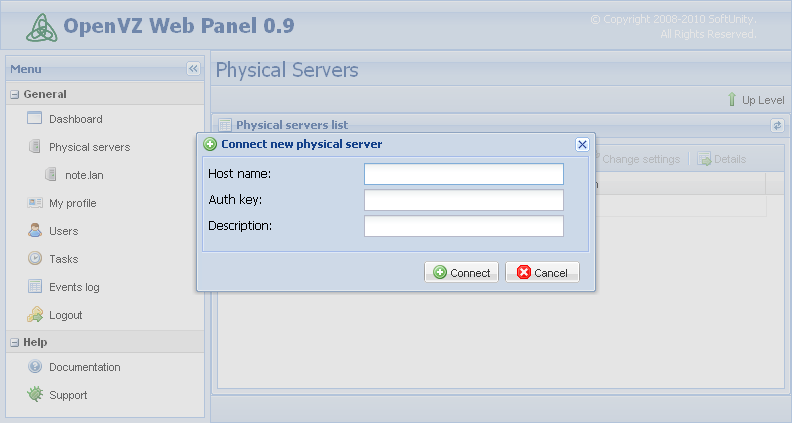 OpenVZ Web Panel 0.9
© Copyright 2008-2010 SoftUnity.
All Rights Reserved.
Menu
Physical Servers
General
Up Level
Dashboard
Physical servers list
Physical servers
Connect new physical server
Change settings
Details
note.lan
Host name:
My profile
Auth key:
Users
Description:
Tasks
Connect
Cancel
Events log
Logout
Help
Documentation
Support